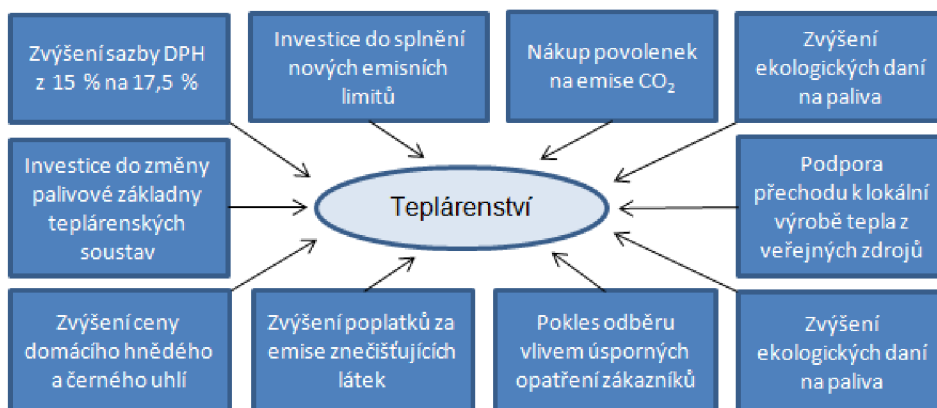 Zvýšení sazby DPH
z 15 % na 17,5 %
Investice do splnění
nových emisních
limitů
Nákup povolenek
na emise CO₂
Zvýšení
ekologických daní
na paliva
Investice do změny
palivové základny
teplárenských
soustav
Teplárenství
Podpora
přechodu k lokální
výrobě tepla z
veřejných zdrojů
Zvýšení ceny
domácího hnědého
a černého uhlí
Zvýšení poplatků za
emise znečišťujících
látek
Pokles odběru
vlivem úsporných
opatření zákazníků
Zvýšení
ekologických daní
na paliva